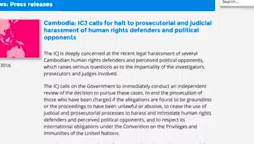 ws: Press releases
Search...
Cambodia: ICJ calls for halt to prosecutorial and judicial
harassment of human rights defenders and political
opponents
The ICJ is deeply concerned at the recent legal harassment of several
Cambodian human rights defenders and perceived political opponents,
which raises serious questions as to the impartiality of the investigators,
prosecutors and judges involved.
The ICJ calls on the Government to immediately conduct an independent
review of the decision to pursue these cases, to end the prosecution of
those who have been charged if the allegations are found to be groundless
or the proceedings to have been unlawful or abusive, to cease the use of
judicial and prosecutorial processes to harass and intimidate human rights
defenders and perceived political opponents, and to respect its
international obligations under the Convention on the Privileges and
Immunities of the United Nations.